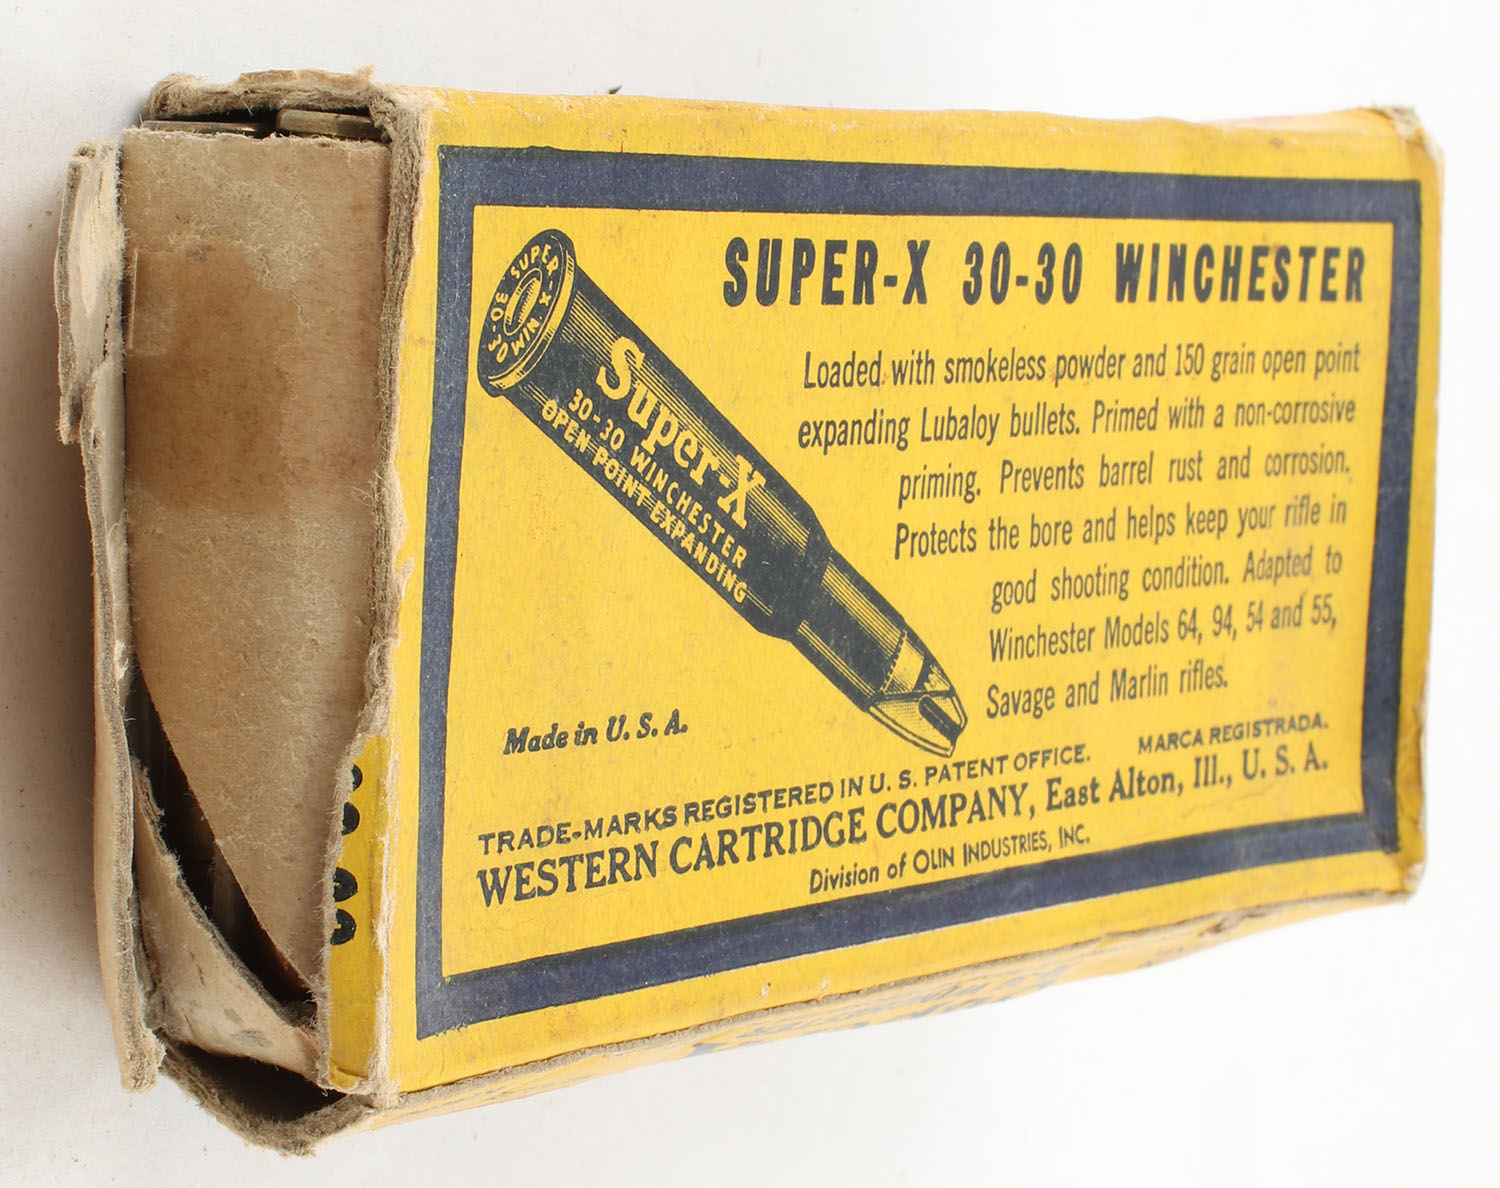 SUPER-X 30-30 WINCHESTER
SUPER-X
30-30 WIN.
Super-X
30-30 WINCHESTER
OPEN POINT EXPANDING
Loaded with smokeless powder and 150 grain open point
expanding Lubaloy bullets. Primed with a non-corrosive
priming. Prevents barrel rust and corrosion.
Protects the bore and helps keep your rifle in
good shooting condition. Adapted to
Winchester Models 64, 94, 54 and 55,
Savage and Marlin rifles.
Made in U. S. A.
TRADE-MARKS REGISTERED IN U. S. PATENT OFFICE. MARCA REGISTRADA.
WESTERN CARTRIDGE COMPANY, East Alton, Ill., U. S. A.
Division of OLIN INDUSTRIES, INC.